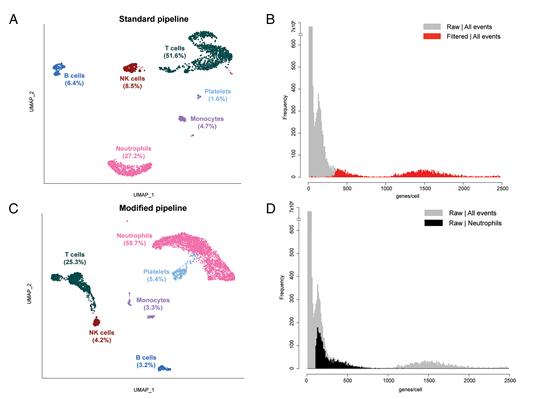 A
Standard pipeline
T cells
(51.6%)
B cells
(6.4%)
NK cells
(8.5%)
Platelets
(1.6%)
Monocytes
(4.7%)
Neutrophils
(27.2%)
UMAP_2
UMAP_1
B
Raw | All events
Filtered | All events
7x10⁴
600
500
400
300
200
100
0
Frequency
0
500
1000
1500
2000
2500
genes/cell
C
Modified pipeline
Neutrophils
(58.7%)
T cells
(25.3%)
Platelets
(5.4%)
Monocytes
(3.3%)
NK cells
(4.2%)
B cells
(3.2%)
UMAP_2
UMAP_1
D
Raw | All events
Raw | Neutrophils
600
500
400
300
200
100
0
Frequency
0
500
1000
1500
2000
2500
genes/cell